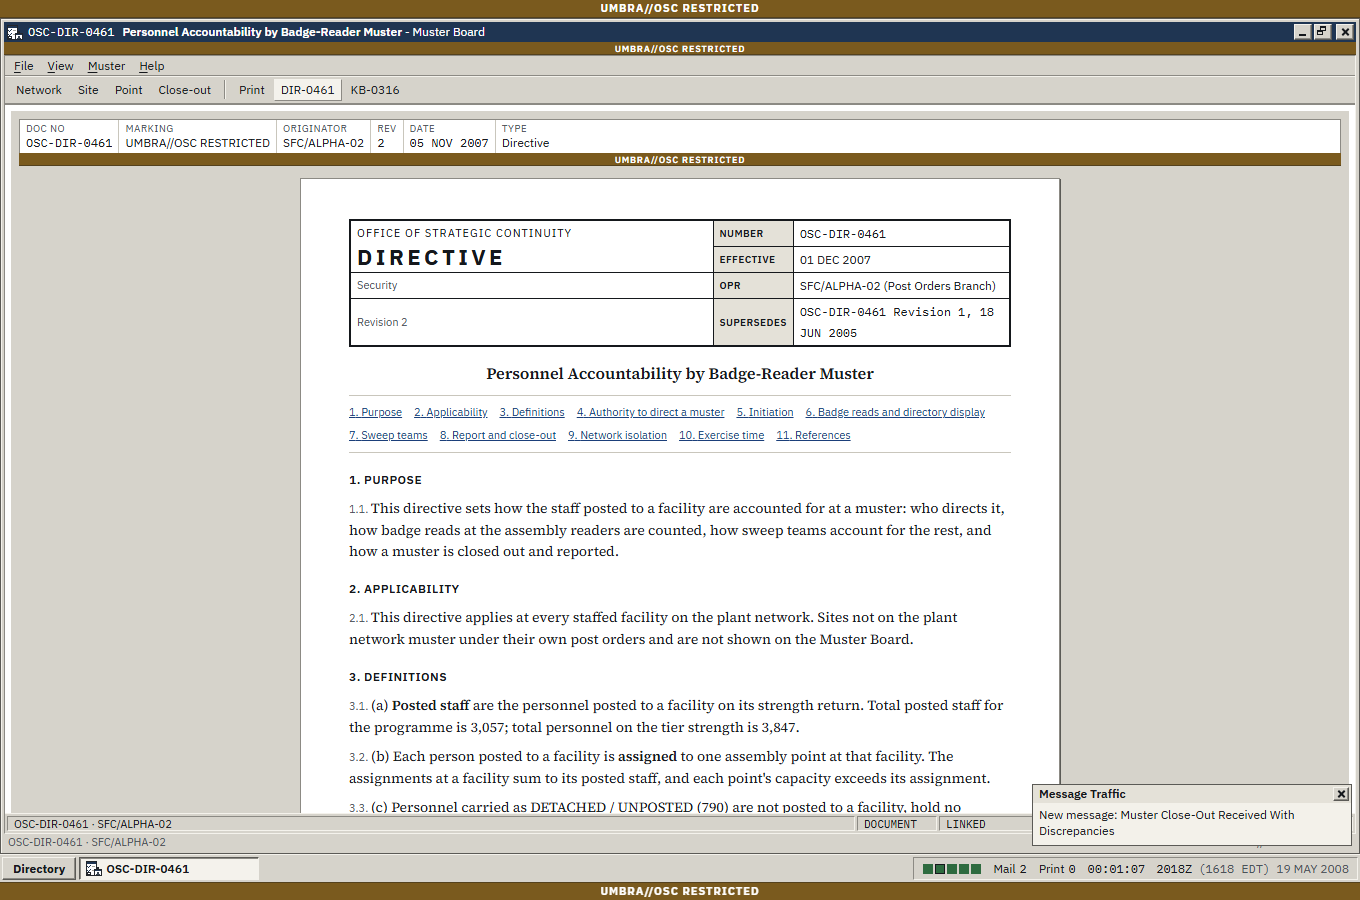 UMBRA//OSC RESTRICTED
OSC-DIR-0461 Personnel Accountability by Badge-Reader Muster - Muster Board
UMBRA//OSC RESTRICTED
File View Muster Help
Network Site Point Close-out Print DIR-0461 KB-0316
DOC NO MARKING ORIGINATOR REV DATE TYPE
OSC-DIR-0461 UMBRA//OSC RESTRICTED SFC/ALPHA-02 2 05 NOV 2007 Directive
UMBRA//OSC RESTRICTED
OFFICE OF STRATEGIC CONTINUITY
DIRECTIVE
NUMBER OSC-DIR-0461
EFFECTIVE 01 DEC 2007
Security
OPR SFC/ALPHA-02 (Post Orders Branch)
Revision 2
SUPERSEDES OSC-DIR-0461 Revision 1, 18
JUN 2005
Personnel Accountability by Badge-Reader Muster
1. Purpose 2. Applicability 3. Definitions 4. Authority to direct a muster 5. Initiation 6. Badge reads and directory display
7. Sweep teams 8. Report and close-out 9. Network isolation 10. Exercise time 11. References
1. PURPOSE
1.1. This directive sets how the staff posted to a facility are accounted for at a muster: who directs it,
how badge reads at the assembly readers are counted, how sweep teams account for the rest, and
how a muster is closed out and reported.
2. APPLICABILITY
2.1. This directive applies at every staffed facility on the plant network. Sites not on the plant
network muster under their own post orders and are not shown on the Muster Board.
3. DEFINITIONS
3.1. (a) Posted staff are the personnel posted to a facility on its strength return. Total posted staff for
the programme is 3,057; total personnel on the tier strength is 3,847.
3.2. (b) Each person posted to a facility is assigned to one assembly point at that facility. The
assignments at a facility sum to its posted staff, and each point's capacity exceeds its assignment.
3.3. (c) Personnel carried as DETACHED / UNPOSTED (790) are not posted to a facility, hold no
Message Traffic
New message: Muster Close-Out Received With
Discrepancies
OSC-DIR-0461 · SFC/ALPHA-02 DOCUMENT LINKED
OSC-DIR-0461 · SFC/ALPHA-02
Directory OSC-DIR-0461 Mail 2 Print 0 00:01:07 2018Z (1618 EDT) 19 MAY 2008
UMBRA//OSC RESTRICTED